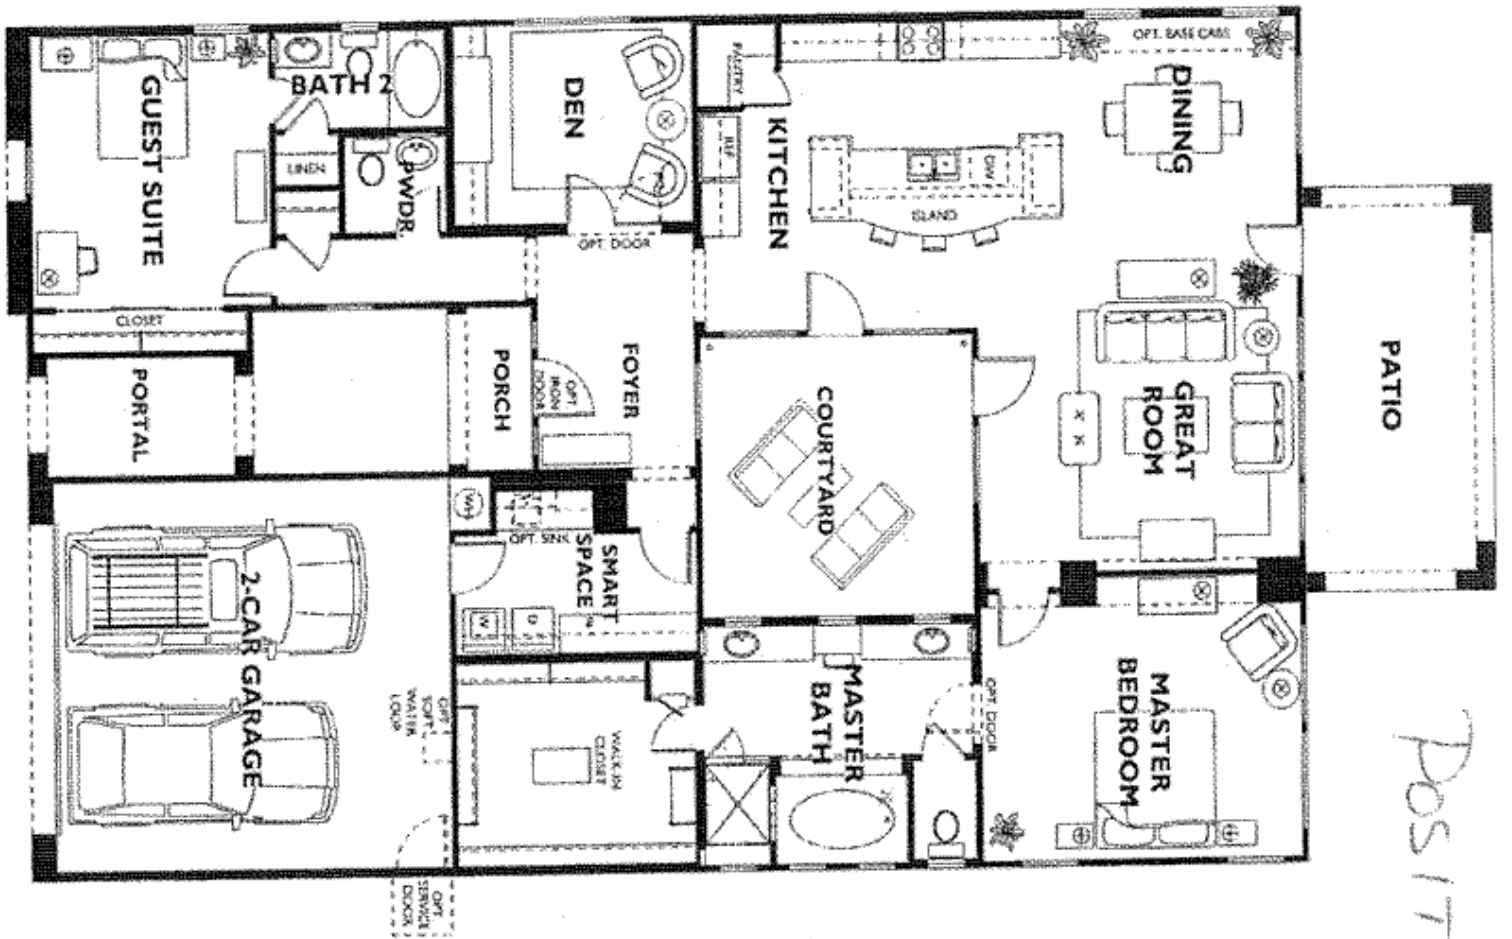 GUEST SUITE
BATH 2
LINEN
PWDR.
DEN
OPT. DOOR
PANTRY
REF
KITCHEN
DW
ISLAND
OPT. BASE CABS
DINING
CLOSET
PORTAL
PORCH
OPT.
IRON
DOOR
FOYER
COURTYARD
GREAT
ROOM
PATIO
WH
OPT. SINK
SMART
SPACE™
W
D
2-CAR GARAGE
OPT.
SOFT
WATER
LOOP
OPT.
SERVICE
DOOR
WALK-IN
CLOSET
MASTER
BATH
OPT. DOOR
MASTER
BEDROOM
POSIT